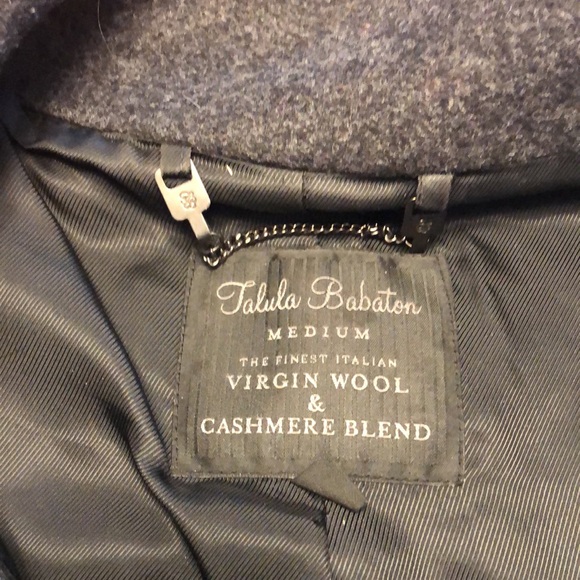 Talula Babaton
MEDIUM
THE FINEST ITALIAN
VIRGIN WOOL
&
CASHMERE BLEND